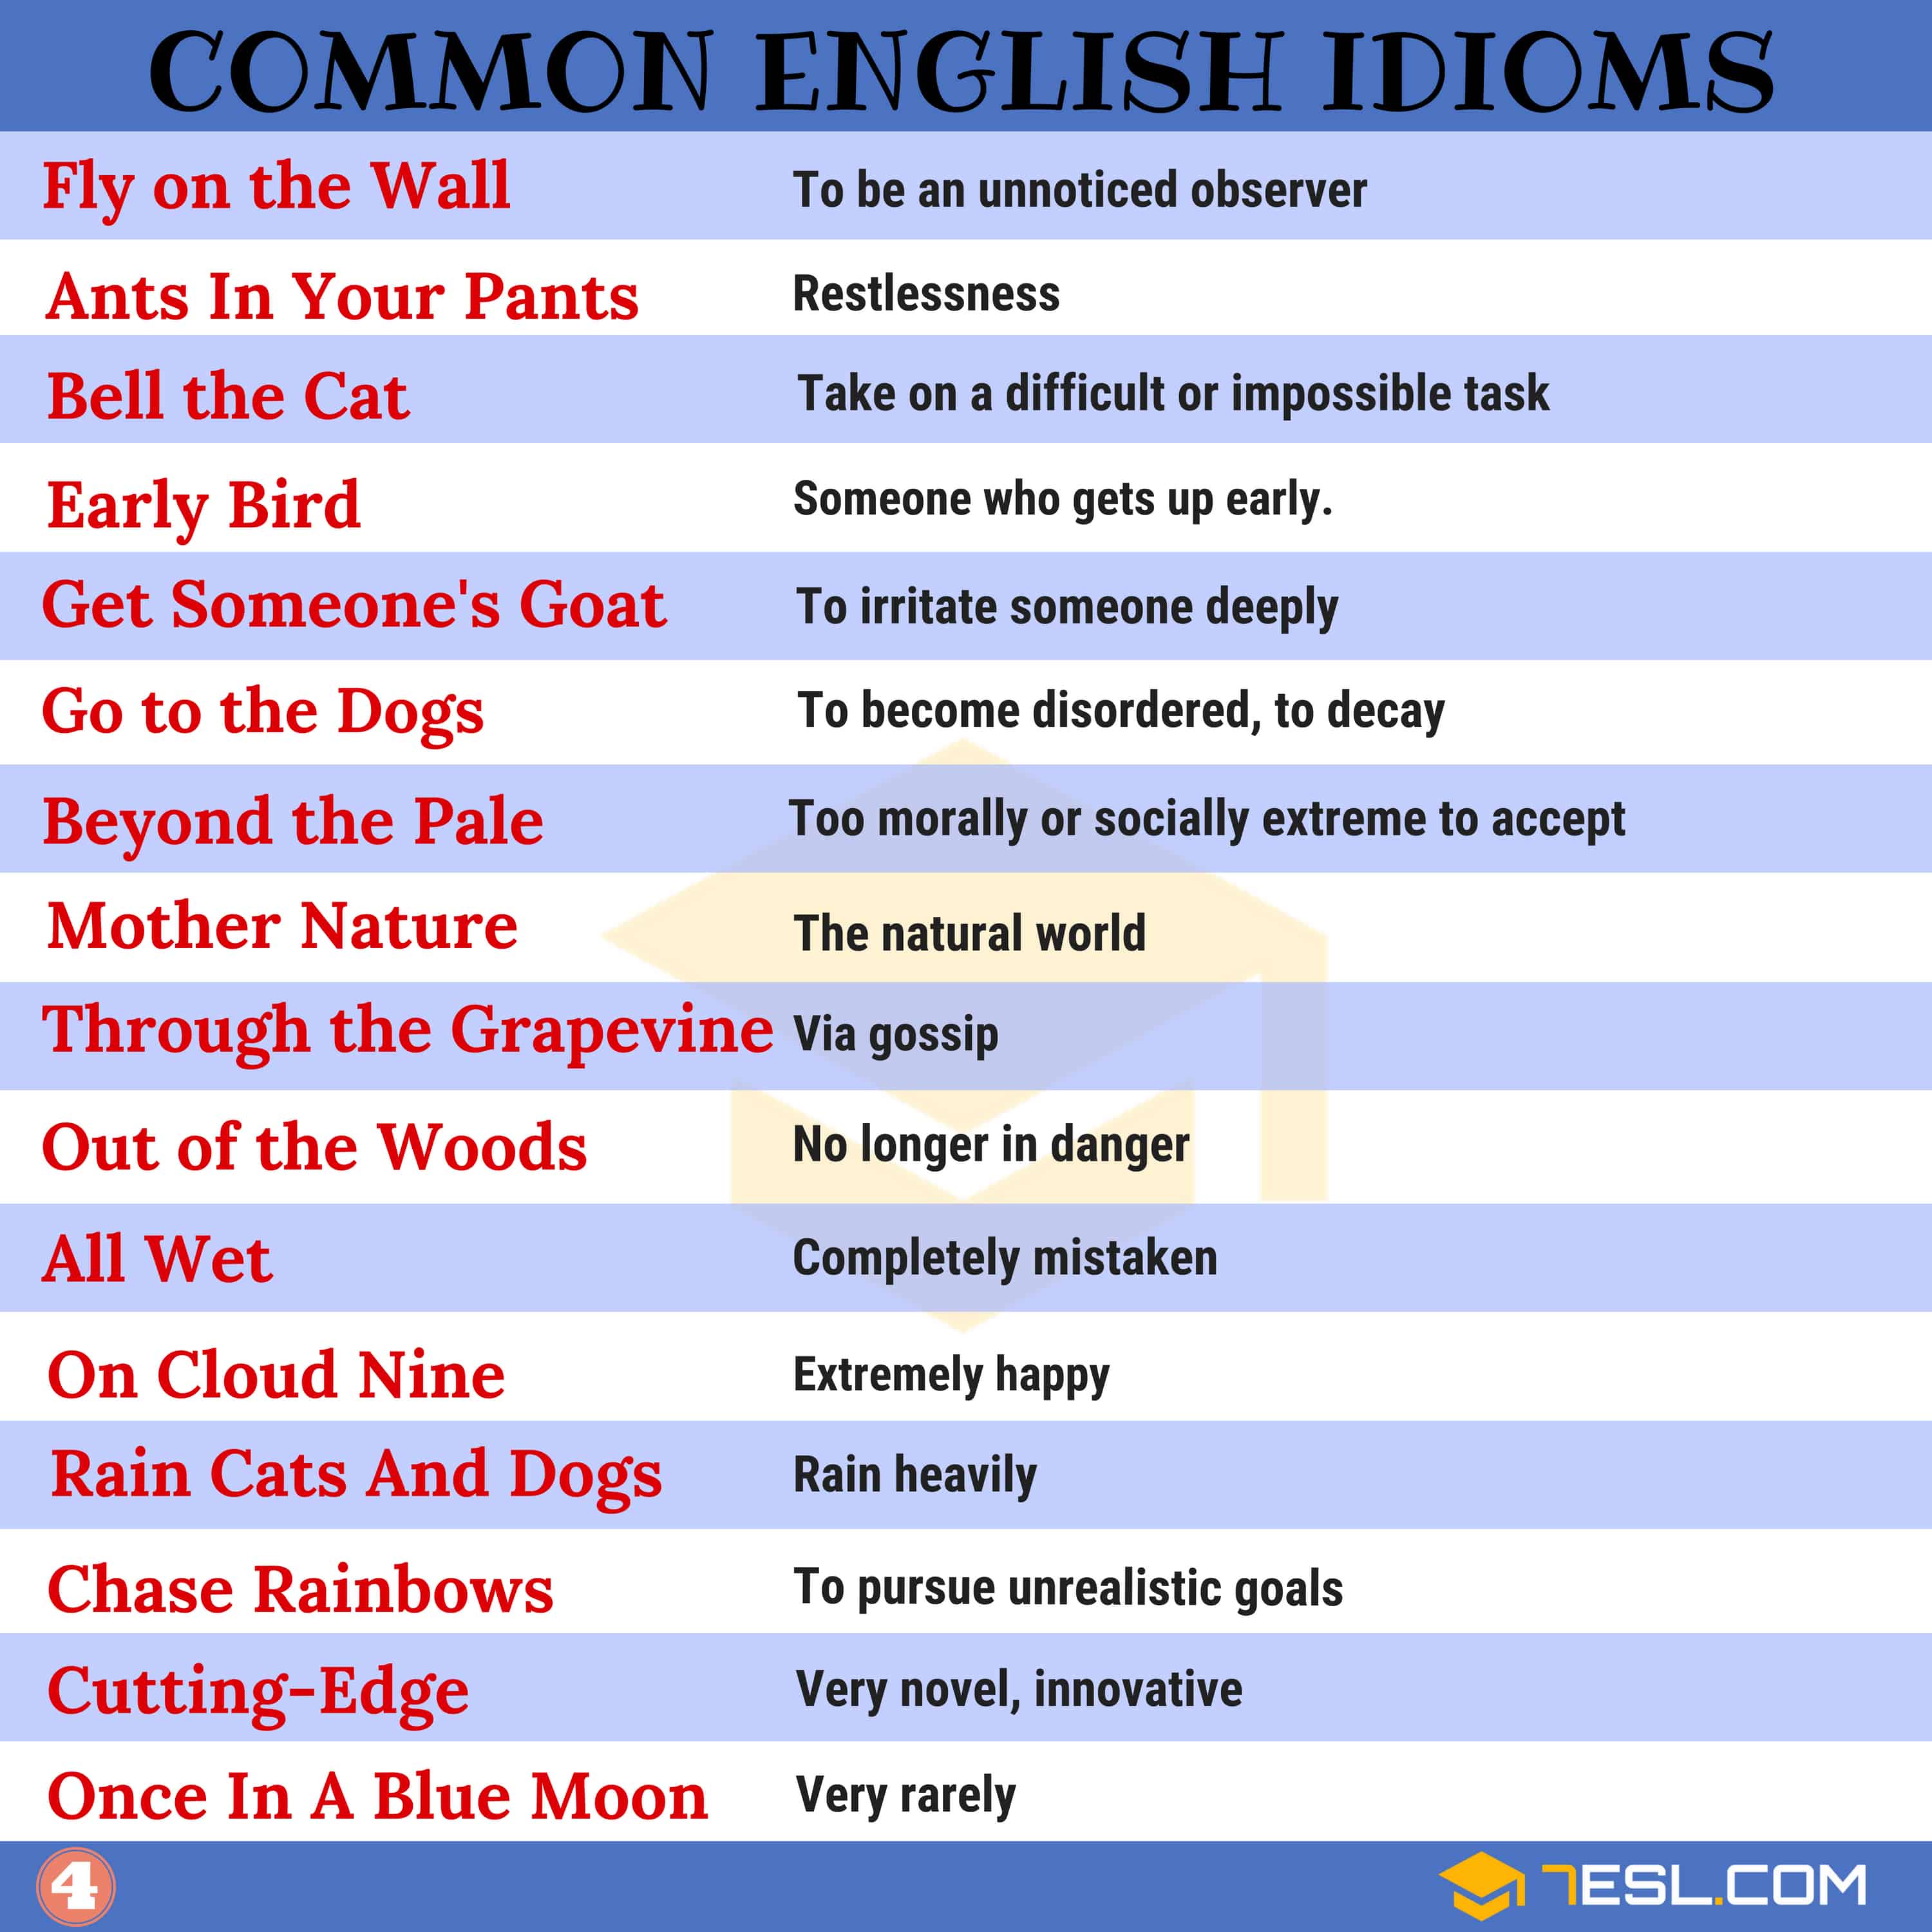 COMMON ENGLISH IDIOMS
Fly on the Wall To be an unnoticed observer
Ants In Your Pants Restlessness
Bell the Cat Take on a difficult or impossible task
Early Bird Someone who gets up early.
Get Someone's Goat To irritate someone deeply
Go to the Dogs To become disordered, to decay
Beyond the Pale Too morally or socially extreme to accept
Mother Nature The natural world
Through the Grapevine Via gossip
Out of the Woods No longer in danger
All Wet Completely mistaken
On Cloud Nine Extremely happy
Rain Cats And Dogs Rain heavily
Chase Rainbows To pursue unrealistic goals
Cutting-Edge Very novel, innovative
Once In A Blue Moon Very rarely
4 7ESL.COM